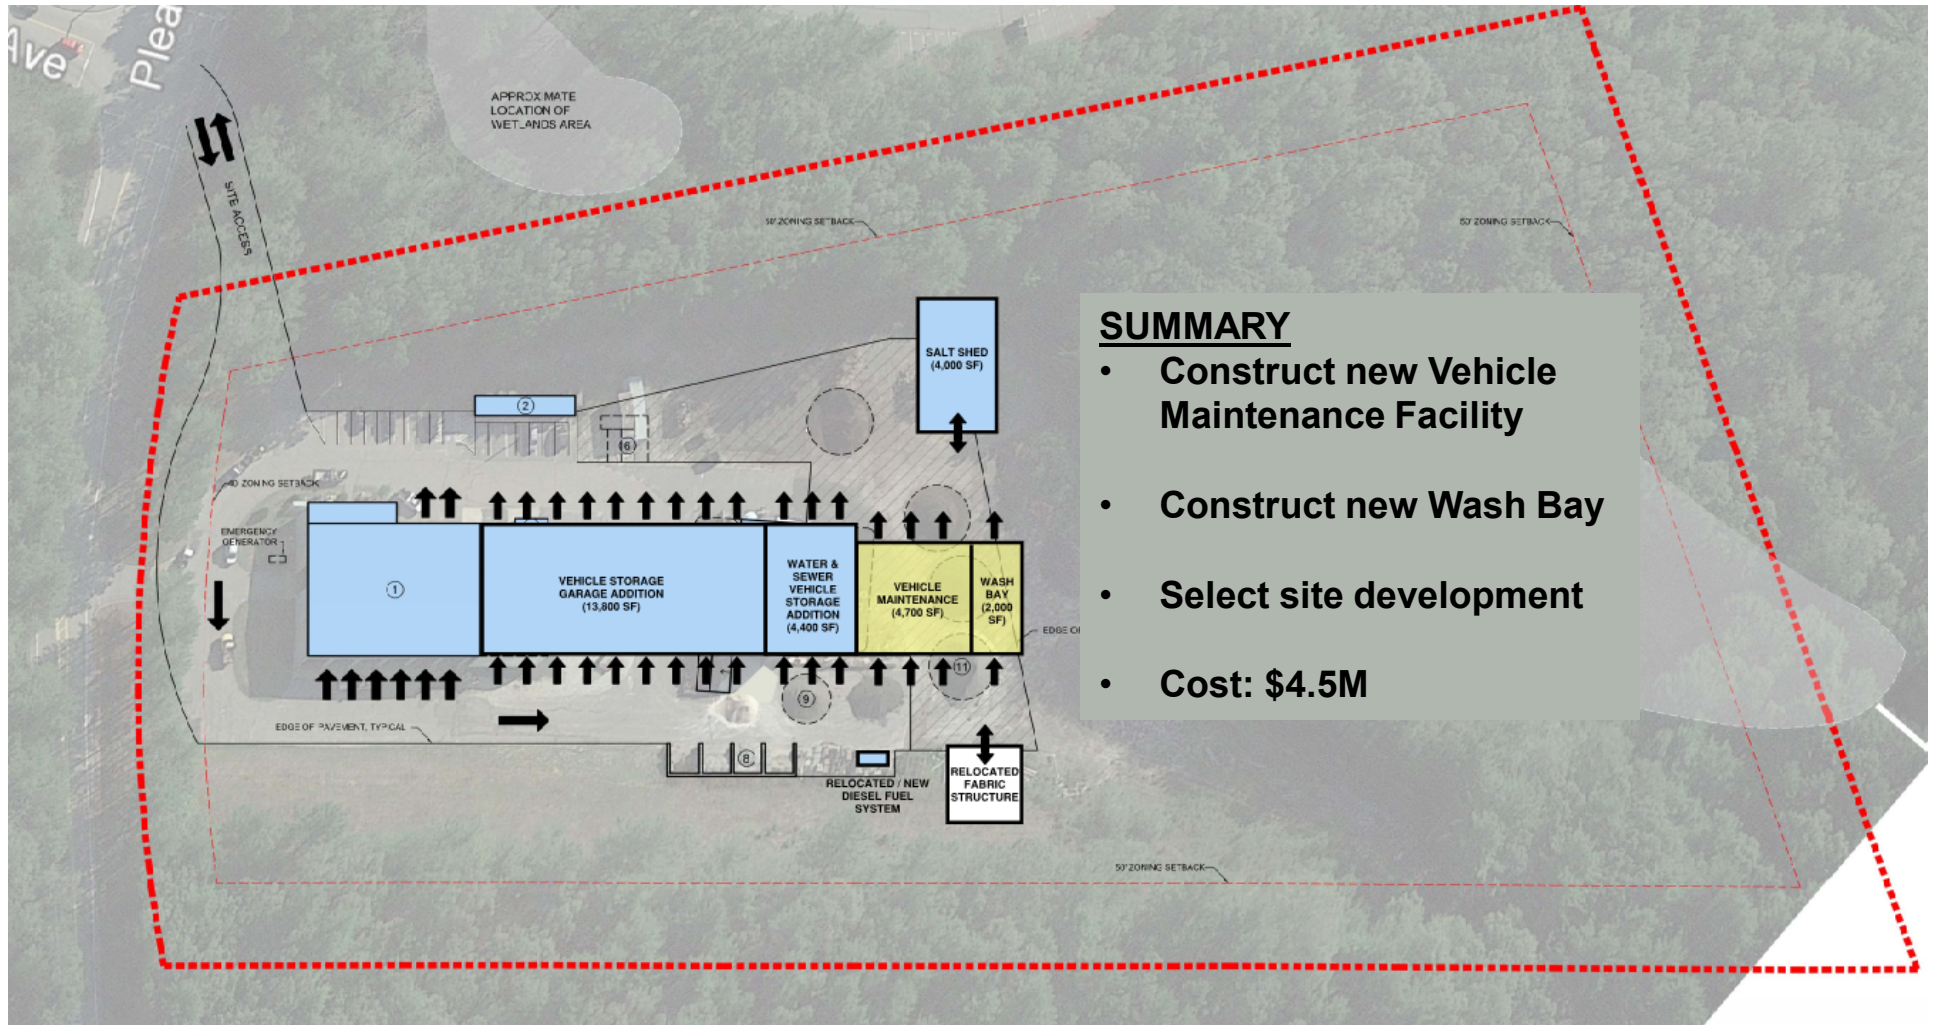 Ave
Plea
APPROXIMATE
LOCATION OF
WETLANDS AREA
SITE ACCESS
50' ZONING SETBACK
50' ZONING SETBACK
SALT SHED
(4,000 SF)
SUMMARY
• Construct new Vehicle
Maintenance Facility
• Construct new Wash Bay
• Select site development
• Cost: $4.5M
2
6
40 ZONING SETBACK
EMERGENCY
GENERATOR
1
VEHICLE STORAGE
GARAGE ADDITION
(13,800 SF)
WATER &
SEWER
VEHICLE
STORAGE
ADDITION
(4,400 SF)
VEHICLE
MAINTENANCE
(4,700 SF)
WASH
BAY
(2,000
SF)
EDGE OF
11
9
EDGE OF PAVEMENT, TYPICAL
8
RELOCATED / NEW
DIESEL FUEL
SYSTEM
RELOCATED
FABRIC
STRUCTURE
50' ZONING SETBACK